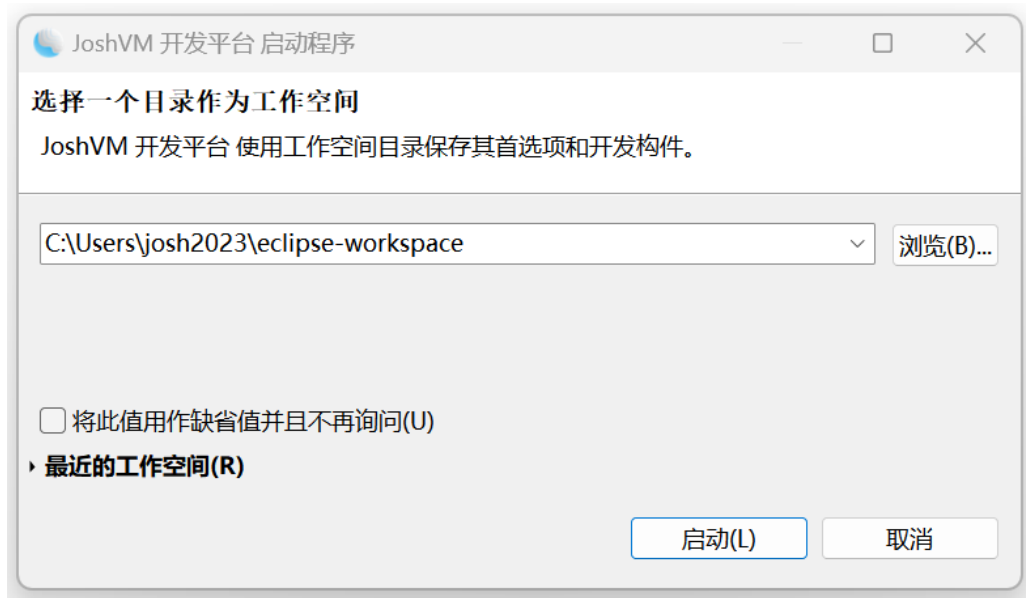 JoshVM 开发平台 启动程序
选择一个目录作为工作空间
JoshVM 开发平台 使用工作空间目录保存其首选项和开发构件。
C:\Users\josh2023\eclipse-workspace
浏览(B)...
将此值用作缺省值并且不再询问(U)
最近的工作空间(R)
启动(L)
取消